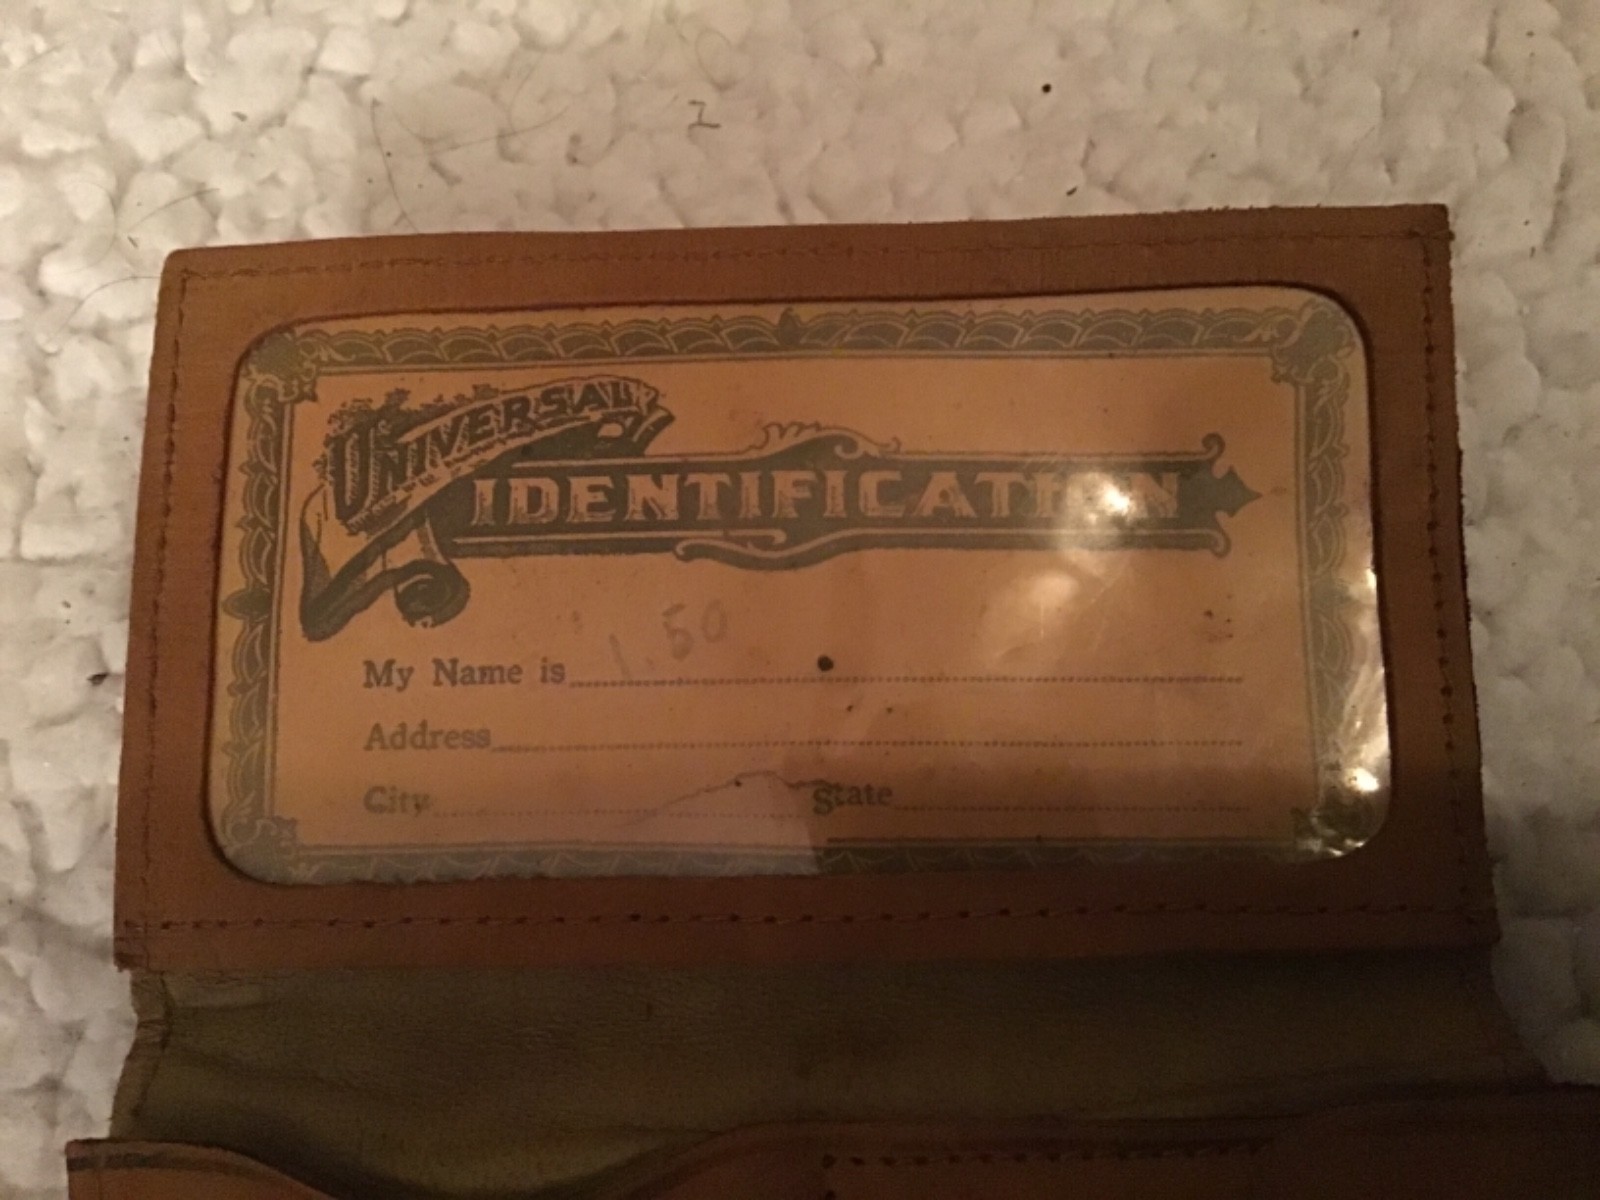 UNIVERSAL
IDENTIFICATION
1.50
My Name is
Address
City State